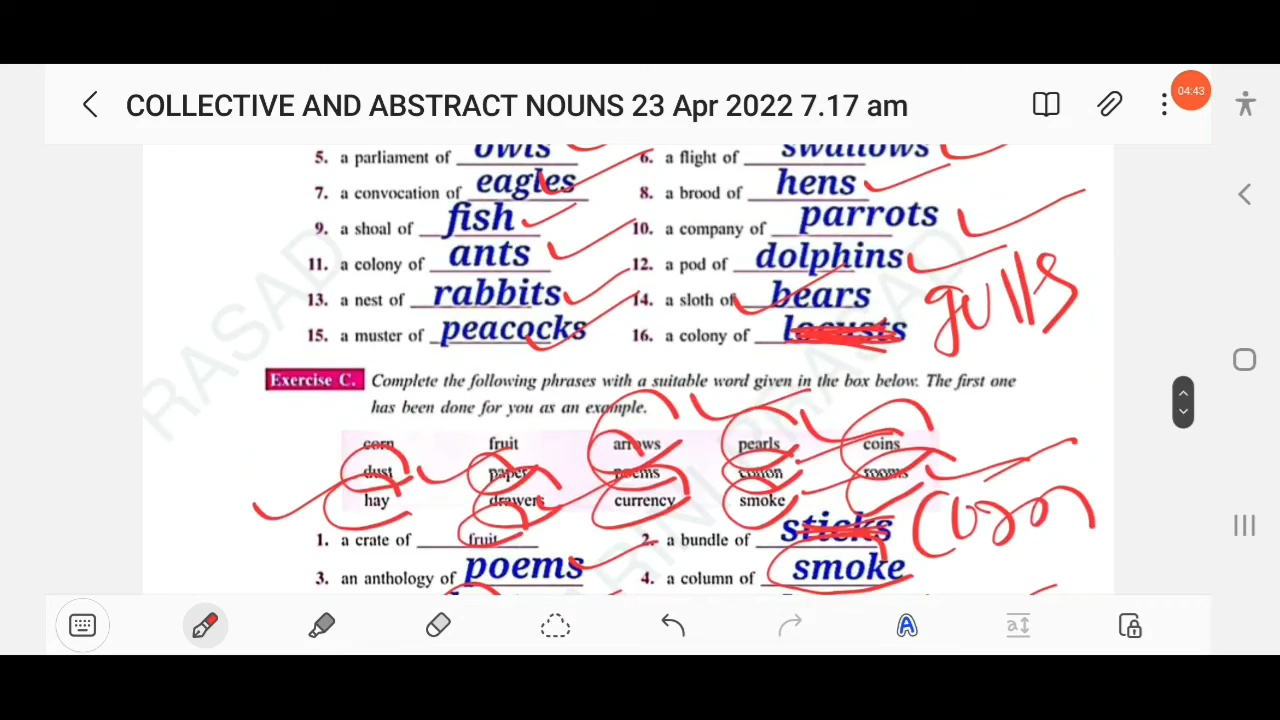 04:43
COLLECTIVE AND ABSTRACT NOUNS 23 Apr 2022 7.17 am
5. a parliament of owls 6. a flight of swallows
7. a convocation of eagles 8. a brood of hens
9. a shoal of fish 10. a company of parrots
11. a colony of ants 12. a pod of dolphins
13. a nest of rabbits 14. a sloth of bears gulls
15. a muster of peacocks 16. a colony of locusts
Exercise C. Complete the following phrases with a suitable word given in the box below. The first one
has been done for you as an example.
corn fruit arrows pearls coins
dust paper poems cotton rooms
hay drawers currency smoke
1. a crate of fruit 2. a bundle of sticks corn
3. an anthology of poems 4. a column of smoke